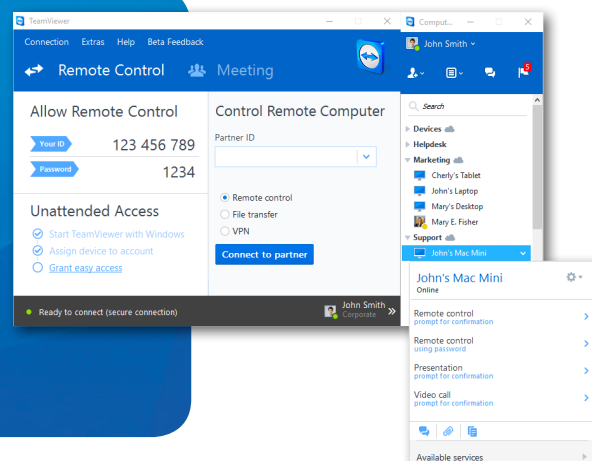 TeamViewer
Connection Extras Help Beta Feedback
Remote Control Meeting
Allow Remote Control
Your ID 123 456 789
Password 1234
Unattended Access
Start TeamViewer with Windows
Assign device to account
Grant easy access
Control Remote Computer
Partner ID
Remote control
File transfer
VPN
Connect to partner
Ready to connect (secure connection)
John Smith
Corporate
Comput...
John Smith
5
Search
Devices
Helpdesk
Marketing
Cherly's Tablet
John's Laptop
Mary's Desktop
Mary E. Fisher
Support
John's Mac Mini
John's Mac Mini
Online
Remote control
prompt for confirmation
Remote control
using password
Presentation
prompt for confirmation
Video call
prompt for confirmation
Available services